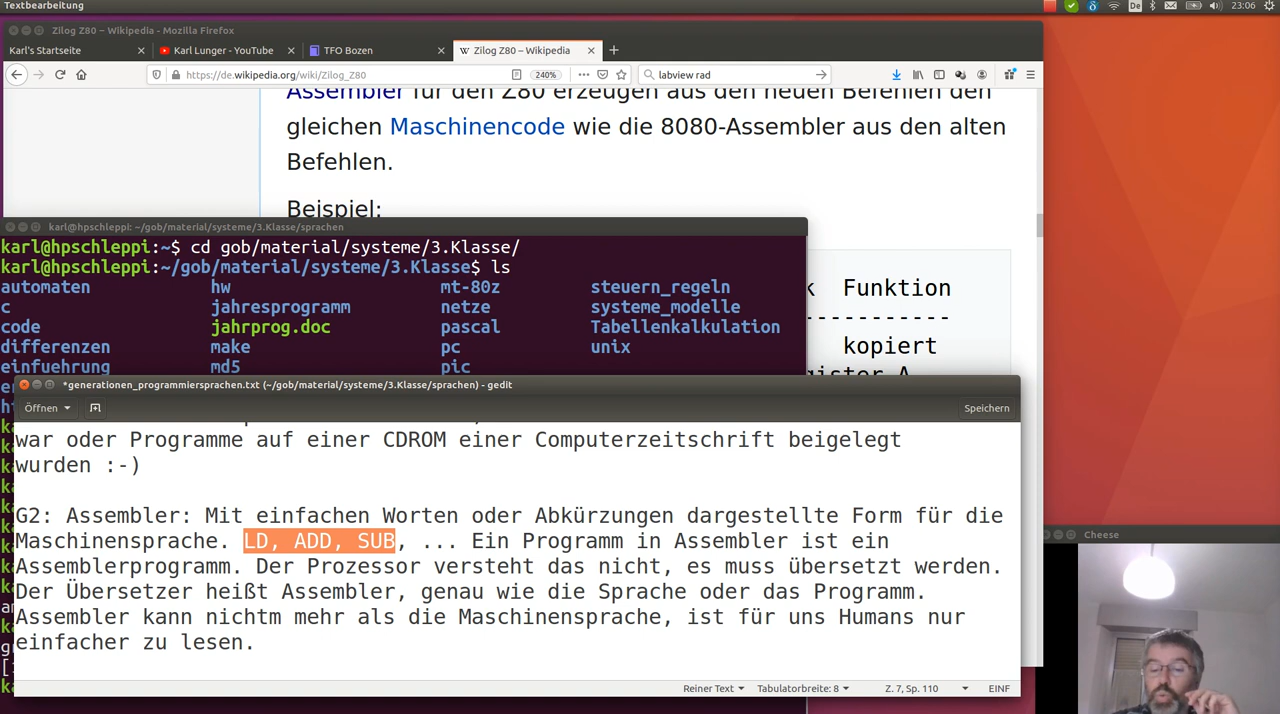 Textbearbeitung
De
23:06
Zilog Z80 – Wikipedia - Mozilla Firefox
Karl's Startseite
Karl Lunger - YouTube
TFO Bozen
Zilog Z80 – Wikipedia
https://de.wikipedia.org/wiki/Zilog_Z80
240%
labview rad
Assembler für den Z80 erzeugen aus den neuen Befehlen den
gleichen Maschinencode wie die 8080-Assembler aus den alten
Befehlen.
Beispiel:
k Funktion
-----------
kopiert
gister A
karl@hpschleppi: ~/gob/material/systeme/3.Klasse/sprachen
karl@hpschleppi:~$ cd gob/material/systeme/3.Klasse/
karl@hpschleppi:~/gob/material/systeme/3.Klasse$ ls
automaten hw mt-80z steuern_regeln
c jahresprogramm netze systeme_modelle
code jahrprog.doc pascal Tabellenkalkulation
differenzen make pc unix
einfuehrung md5 pic
*generationen_programmiersprachen.txt (~/gob/material/systeme/3.Klasse/sprachen) - gedit
Öffnen
Speichern
war oder Programme auf einer CDROM einer Computerzeitschrift beigelegt
wurden :-)
G2: Assembler: Mit einfachen Worten oder Abkürzungen dargestellte Form für die
Maschinensprache. LD, ADD, SUB, ... Ein Programm in Assembler ist ein
Assemblerprogramm. Der Prozessor versteht das nicht, es muss übersetzt werden.
Der Übersetzer heißt Assembler, genau wie die Sprache oder das Programm.
Assembler kann nichtm mehr als die Maschinensprache, ist für uns Humans nur
einfacher zu lesen.
Reiner Text
Tabulatorbreite: 8
Z. 7, Sp. 110
EINF
Cheese